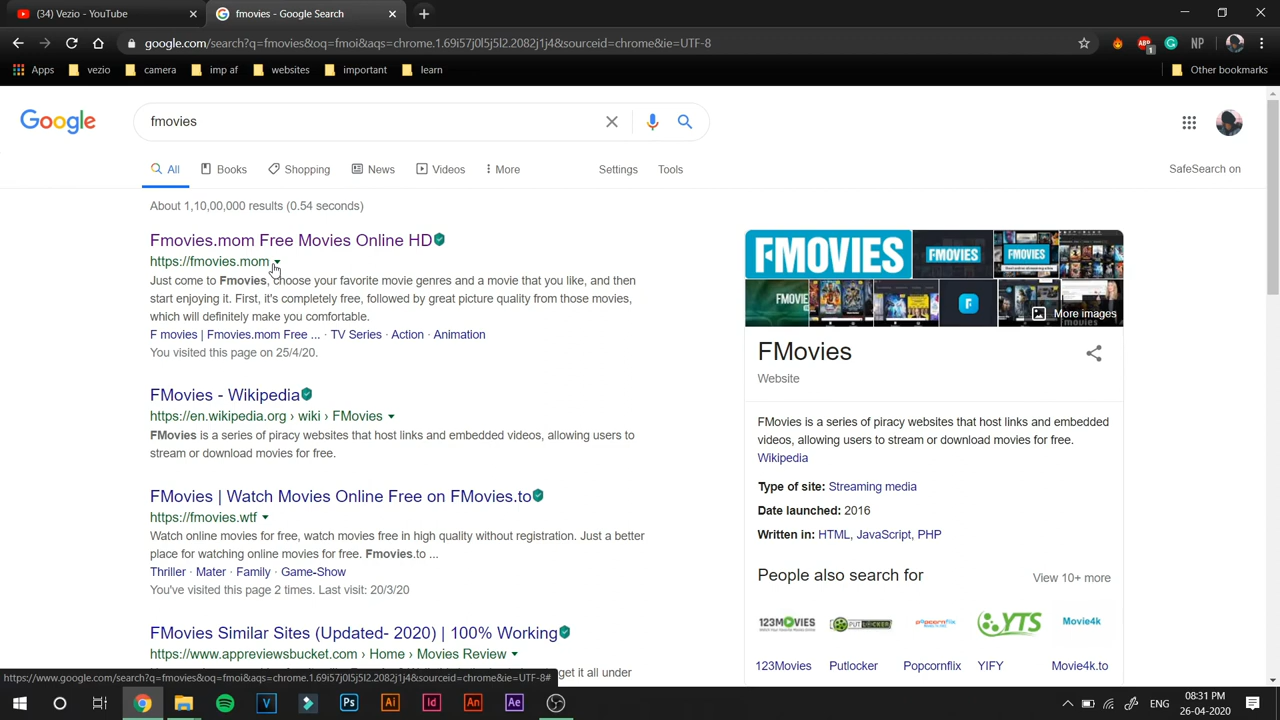 (34) Vezio - YouTube
fmovies - Google Search
google.com/search?q=fmovies&oq=fmoi&aqs=chrome.1.69i57j0l5j5l2.2082j1j4&sourceid=chrome&ie=UTF-8
ABP
1
NP
Apps
vezio
camera
imp af
websites
important
learn
Other bookmarks
Google
fmovies
All
Books
Shopping
News
Videos
More
Settings
Tools
SafeSearch on
About 1,10,00,000 results (0.54 seconds)
Fmovies.mom Free Movies Online HD
https://fmovies.mom
Just come to Fmovies, choose your favorite movie genres and a movie that you like, and then
start enjoying it. First, it's completely free, followed by great picture quality from those movies,
which will definitely make you comfortable.
F movies | Fmovies.mom Free ... · TV Series · Action · Animation
You visited this page on 25/4/20.
FMovies - Wikipedia
https://en.wikipedia.org › wiki › FMovies
FMovies is a series of piracy websites that host links and embedded videos, allowing users to
stream or download movies for free.
FMovies | Watch Movies Online Free on FMovies.to
https://fmovies.wtf
Watch online movies for free, watch movies free in high quality without registration. Just a better
place for watching online movies for free. Fmovies.to ...
Thriller · Mater · Family · Game-Show
You've visited this page 2 times. Last visit: 20/3/20
FMovies Similar Sites (Updated- 2020) | 100% Working
https://www.appreviewsbucket.com › Home › Movies Review
get it all under
https://www.google.com/search?q=fmovies&oq=fmoi&aqs=chrome.1.69i57j0l5j5l2.2082j1j4&sourceid=chrome&ie=UTF-8#
FMOVIES
FMOVIES
FMOVIES
FMOVIE
More images
FMovies
Website
FMovies is a series of piracy websites that host links and embedded
videos, allowing users to stream or download movies for free.
Wikipedia
Type of site: Streaming media
Date launched: 2016
Written in: HTML, JavaScript, PHP
People also search for
View 10+ more
123MOVIES
PUTLOCKER
popcornflix
YTS
Movie4k
123Movies
Putlocker
Popcornflix
YIFY
Movie4k.to
V
Ps
Ai
Id
An
Ae
ENG
08:31 PM
26-04-2020